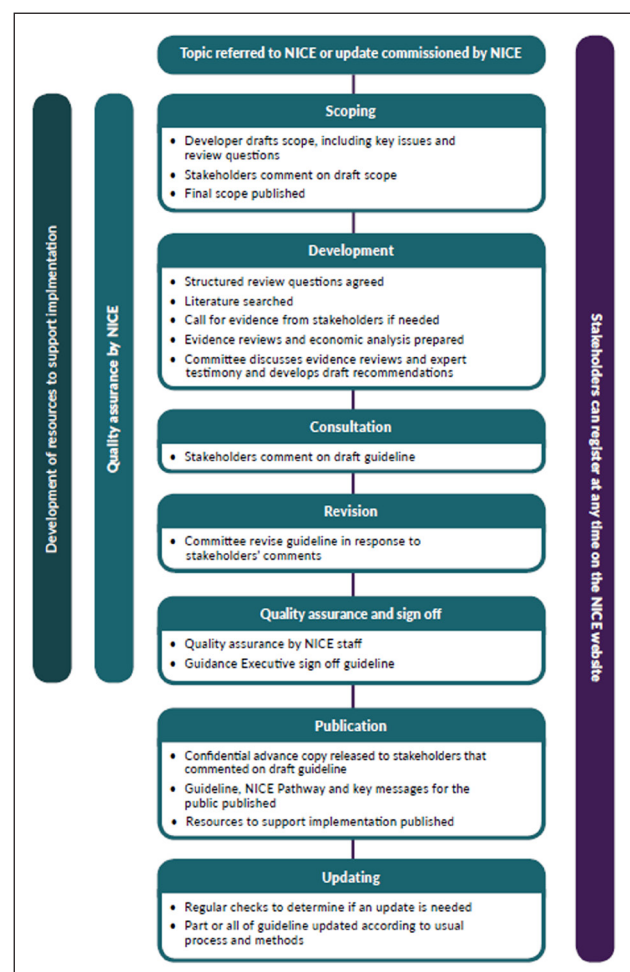 Topic referred to NICE or update commissioned by NICE
Scoping
• Developer drafts scope, including key issues and
review questions
• Stakeholders comment on draft scope
• Final scope published
Development
• Structured review questions agreed
• Literature searched
• Call for evidence from stakeholders if needed
• Evidence reviews and economic analysis prepared
• Committee discusses evidence reviews and expert
testimony and develops draft recommendations
Consultation
• Stakeholders comment on draft guideline
Revision
• Committee revise guideline in response to
stakeholders' comments
Quality assurance and sign off
• Quality assurance by NICE staff
• Guidance Executive sign off guideline
Publication
• Confidential advance copy released to stakeholders that
commented on draft guideline
• Guideline, NICE Pathway and key messages for the
public published
• Resources to support implementation published
Updating
• Regular checks to determine if an update is needed
• Part or all of guideline updated according to usual
process and methods
Development of resources to support implmentation
Quality assurance by NICE
Stakeholders can register at any time on the NICE website